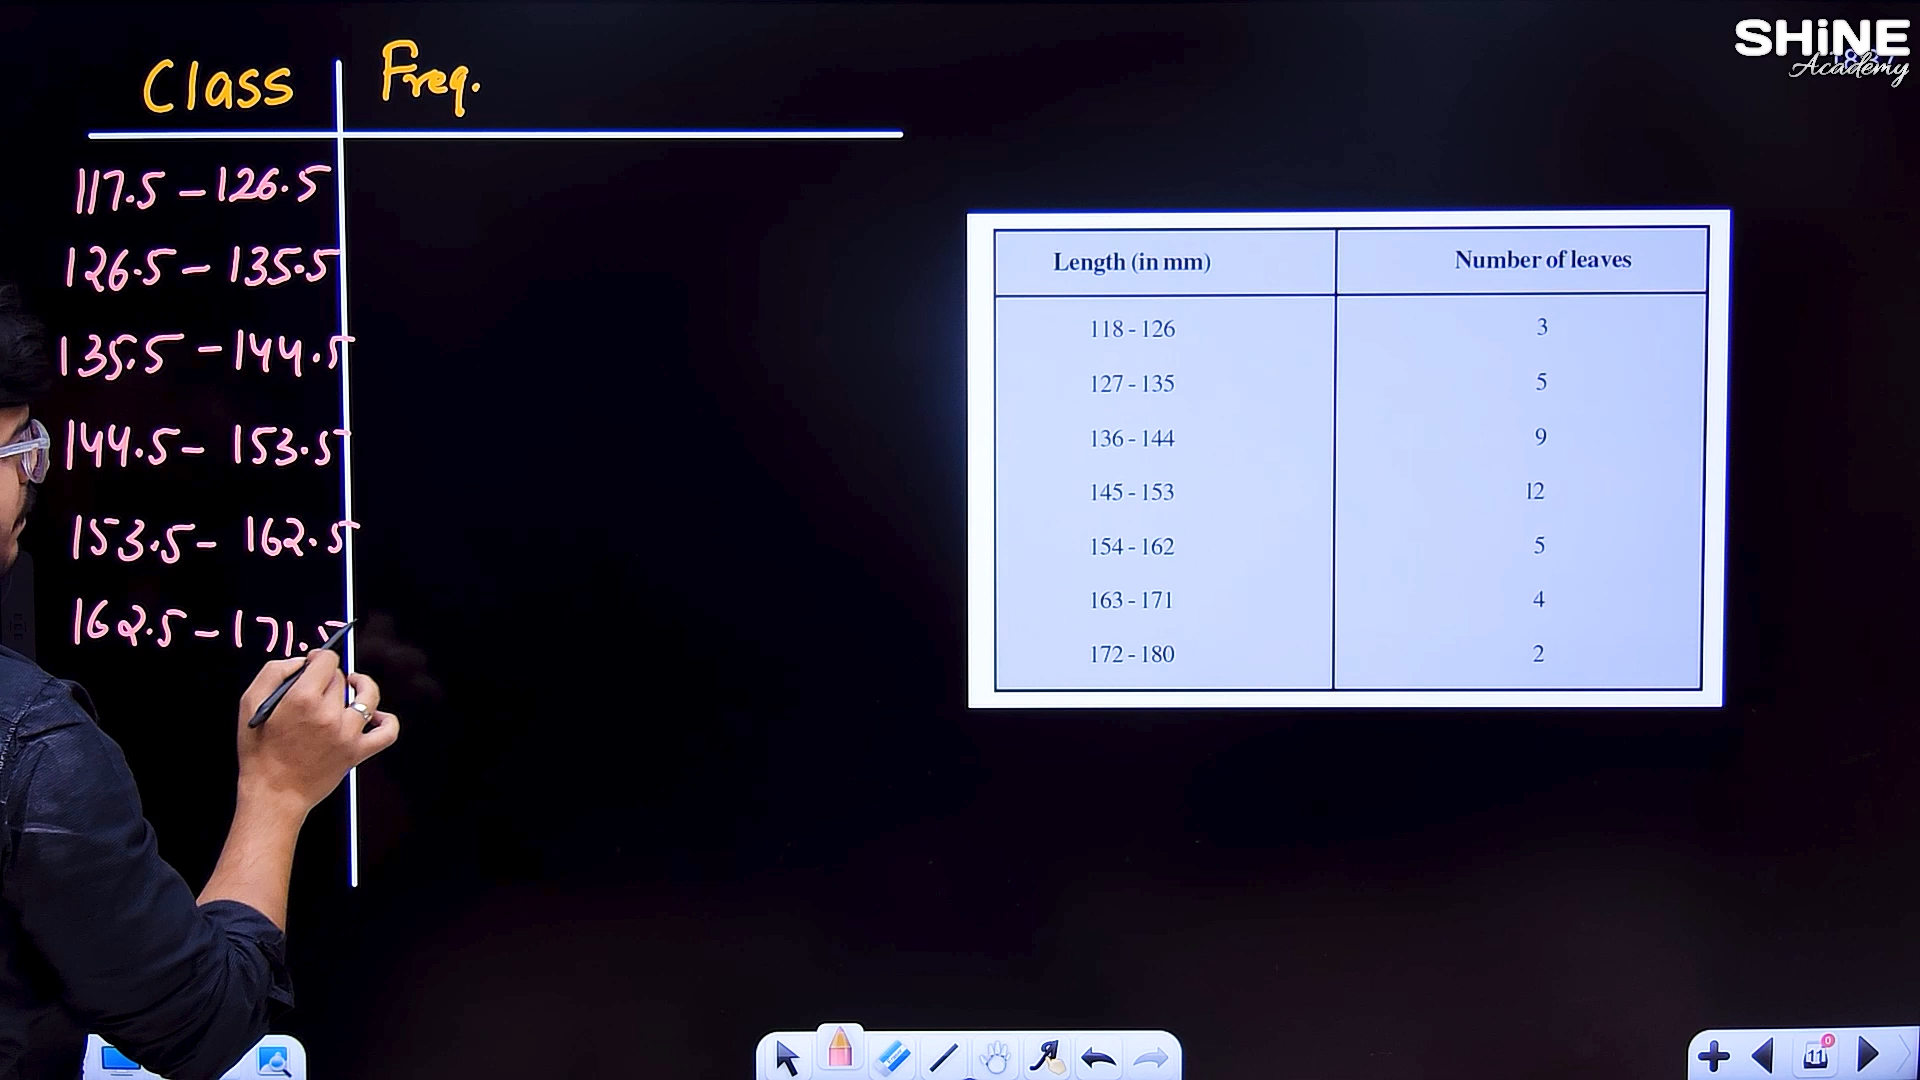 SHiNE
Academy
Class Freq.
117.5 - 126.5
126.5 - 135.5
135.5 - 144.5
144.5 - 153.5
153.5 - 162.5
162.5 - 171.5
Length (in mm) Number of leaves
118 - 126 3
127 - 135 5
136 - 144 9
145 - 153 12
154 - 162 5
163 - 171 4
172 - 180 2
11
0